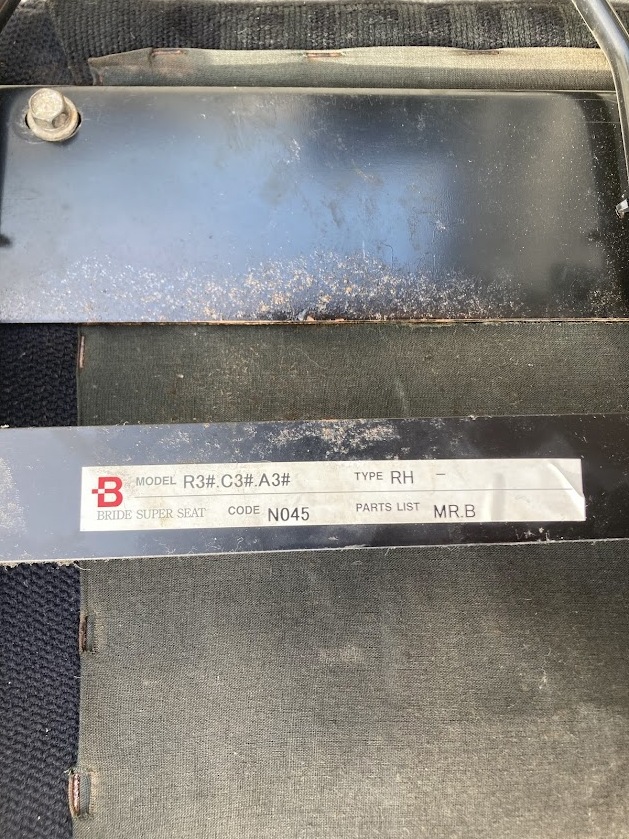 B MODEL R3#.C3#.A3# TYPE RH -
BRIDE SUPER SEAT CODE N045 PARTS LIST MR.B